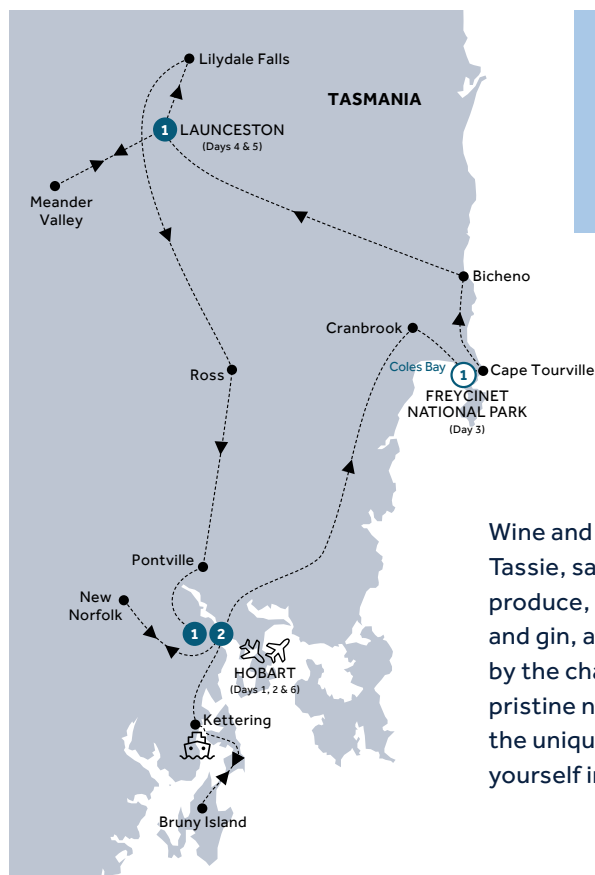 Lilydale Falls
TASMANIA
1
LAUNCESTON
(Days 4 & 5)
Meander
Valley
Bicheno
Cranbrook
Coles Bay
1
Cape Tourville
FREYCINET
NATIONAL PARK
(Day 3)
Ross
Pontville
New
Norfolk
1
2
HOBART
(Days 1, 2 & 6)
Kettering
Bruny Island
Wine and
Tassie, sa
produce,
and gin, a
by the cha
pristine n
the uniqu
yourself in